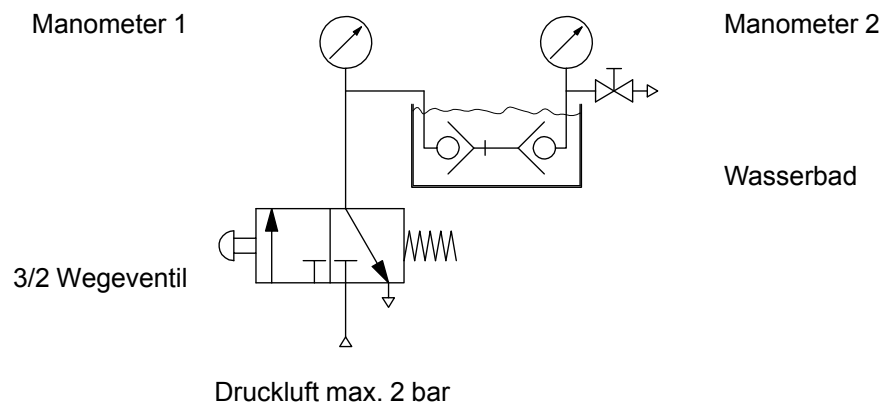 Manometer 1
Manometer 2
Wasserbad
3/2 Wegeventil
Druckluft max. 2 bar